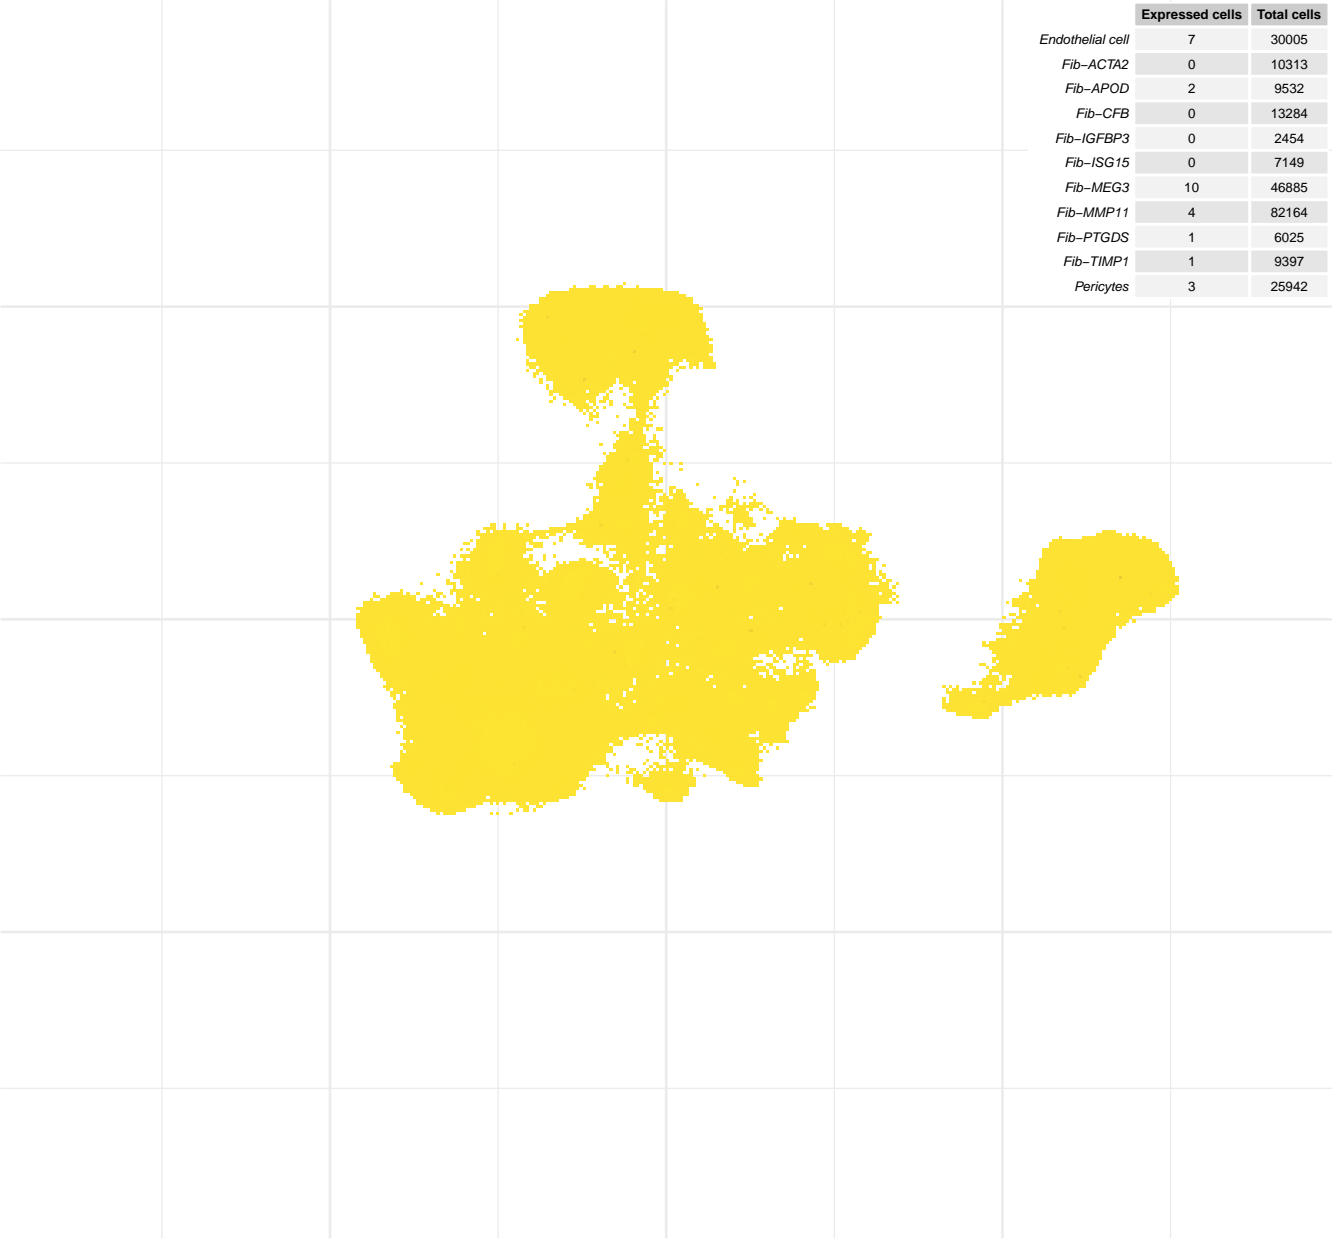 Expressed cells Total cells
Endothelial cell 7 30005
Fib−ACTA2 0 10313
Fib−APOD 2 9532
Fib−CFB 0 13284
Fib−IGFBP3 0 2454
Fib−ISG15 0 7149
Fib−MEG3 10 46885
Fib−MMP11 4 82164
Fib−PTGDS 1 6025
Fib−TIMP1 1 9397
Pericytes 3 25942